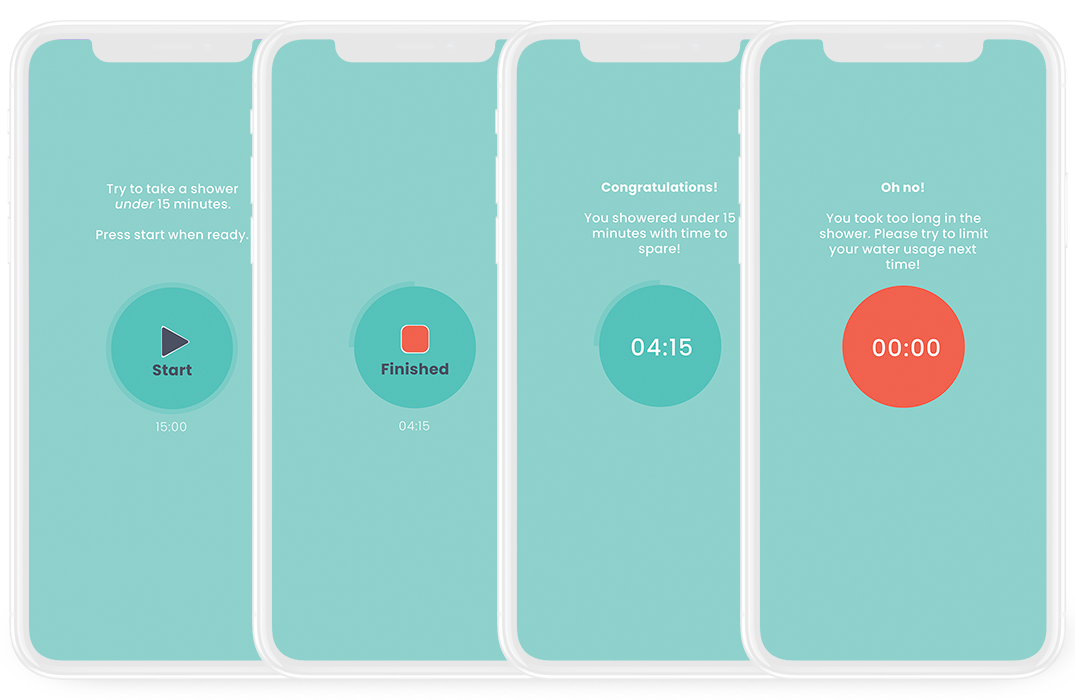 Try to take a shower
under 15 minutes.
Press start when ready.
Start
15:00
Finished
04:15
Congratulations!
You showered under 15
minutes with time to
spare!
04:15
Oh no!
You took too long in the
shower. Please try to limit
your water usage next
time!
00:00